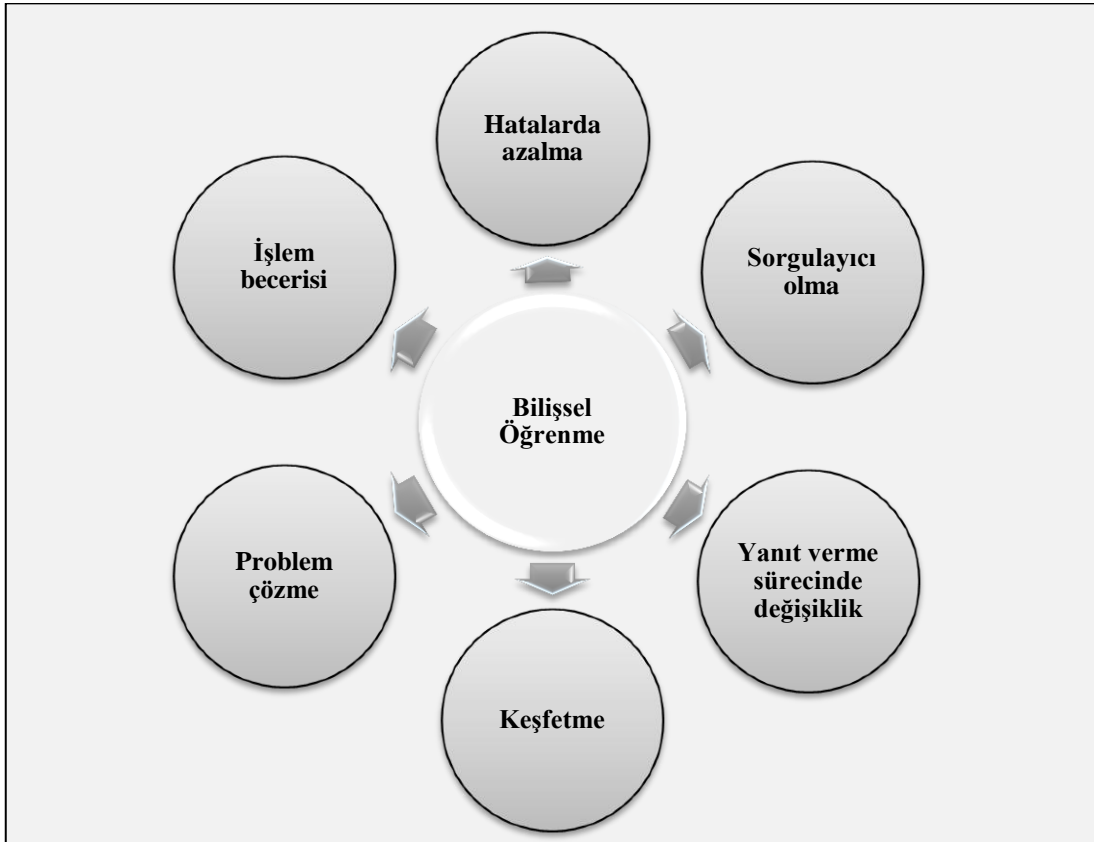 Hatalarda
azalma
İşlem
becerisi
Sorgulayıcı
olma
Bilişsel
Öğrenme
Problem
çözme
Yanıt verme
sürecinde
değişiklik
Keşfetme